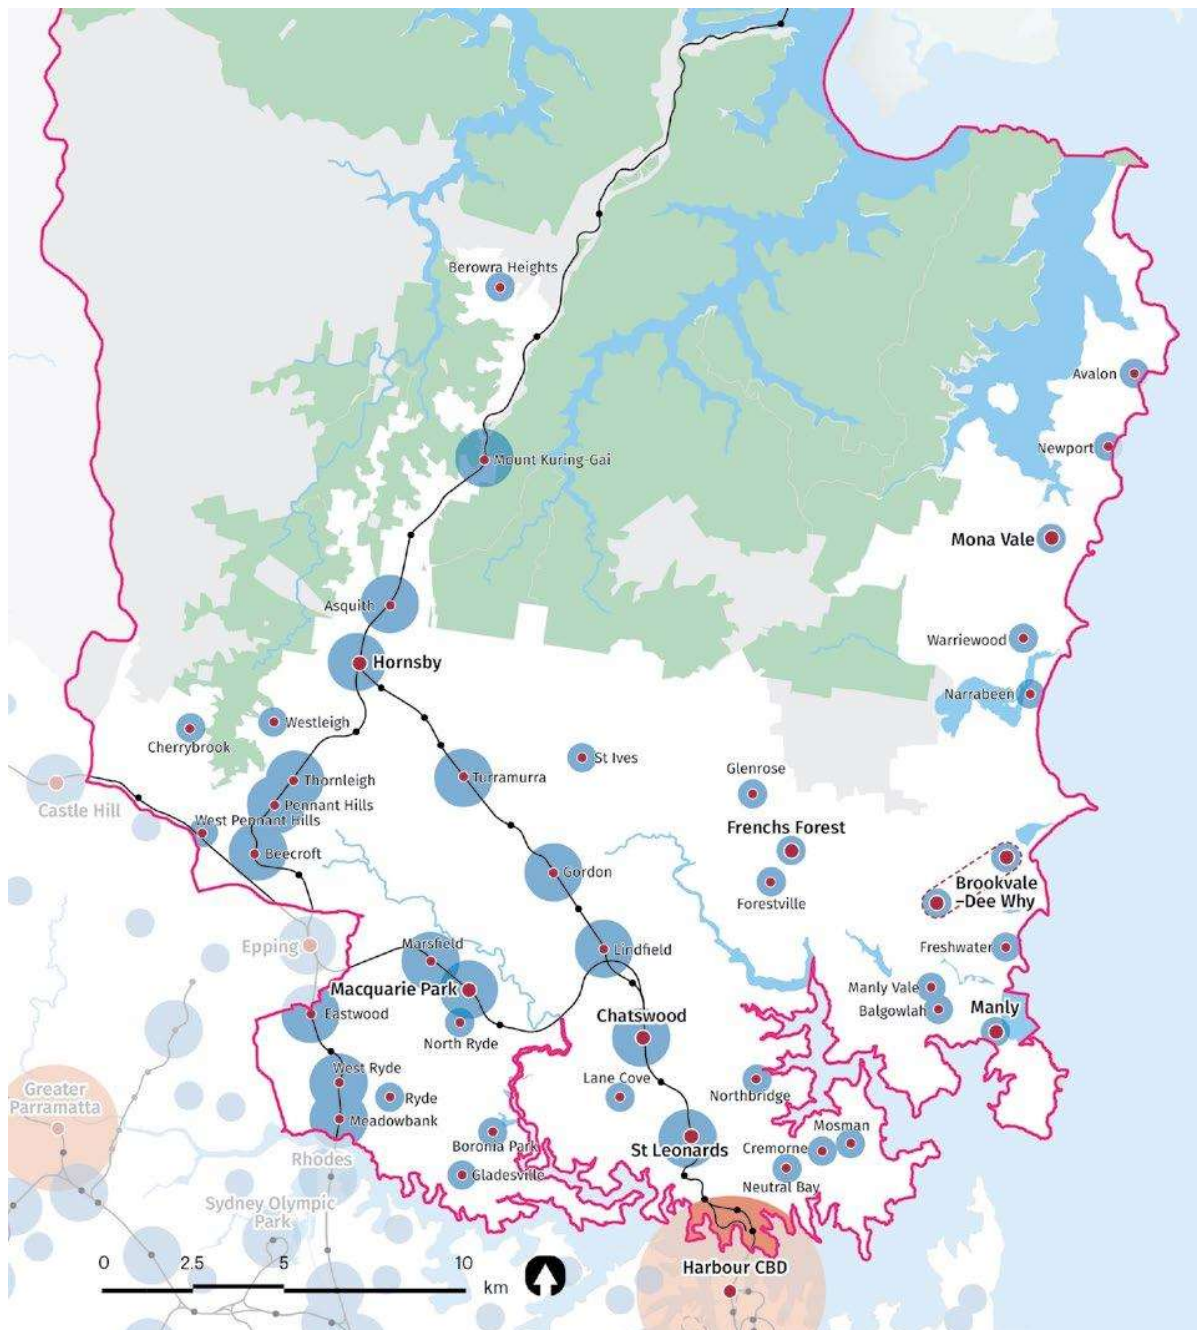 Berowra Heights
Avalon
Newport
Mount Kuring-Gai
Mona Vale
Asquith
Warriewood
Hornsby
Narrabeen
Westleigh
Cherrybrook
St Ives
Glenrose
Thornleigh
Turramurra
Castle Hill
Pennant Hills
West Pennant Hills
Frenchs Forest
Beecroft
Gordon
Brookvale
–Dee Why
Forestville
Epping
Marsfield
Lindfield
Freshwater
Macquarie Park
Manly Vale
Balgowlah
Manly
Eastwood
Chatswood
North Ryde
West Ryde
Lane Cove
Northbridge
Greater
Parramatta
Ryde
Meadowbank
Boronia Park
St Leonards
Mosman
Cremorne
Neutral Bay
Rhodes
Gladesville
Sydney Olympic
Park
0 2.5 5 10
km
Harbour CBD